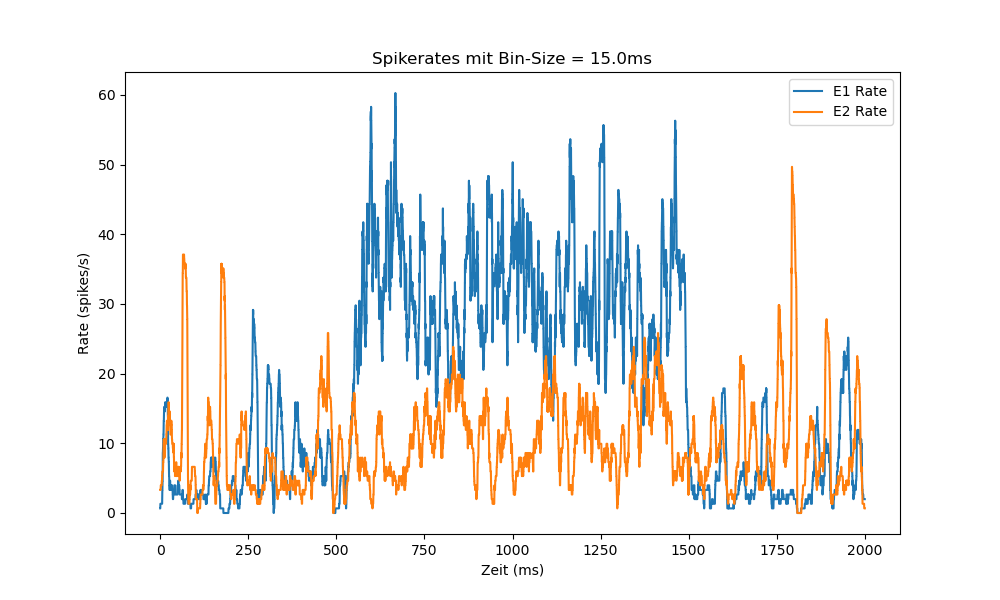 Spikerates mit Bin-Size = 15.0ms
E1 Rate
E2 Rate
Rate (spikes/s)
60
50
40
30
20
10
0
0 250 500 750 1000 1250 1500 1750 2000
Zeit (ms)